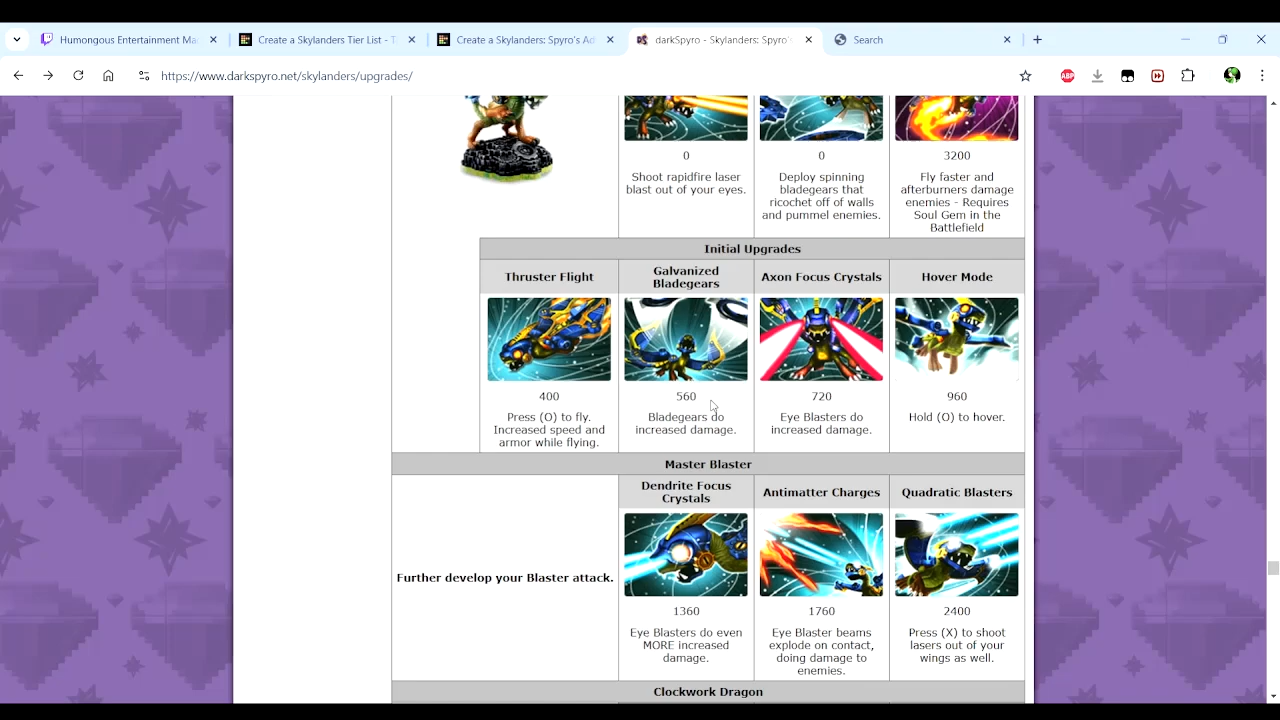 Humongous Entertainment Ma
Create a Skylanders Tier List - T
Create a Skylanders: Spyro's Ad
darkSpyro - Skylanders: Spyro'
Search
https://www.darkspyro.net/skylanders/upgrades/
ABP
0
Shoot rapidfire laser
blast out of your eyes.
0
Deploy spinning
bladegears that
ricochet off of walls
and pummel enemies.
3200
Fly faster and
afterburners damage
enemies - Requires
Soul Gem in the
Battlefield
Initial Upgrades
Thruster Flight
Galvanized
Bladegears
Axon Focus Crystals
Hover Mode
400
Press (O) to fly.
Increased speed and
armor while flying.
560
Bladegears do
increased damage.
720
Eye Blasters do
increased damage.
960
Hold (O) to hover.
Master Blaster
Further develop your Blaster attack.
Dendrite Focus
Crystals
Antimatter Charges
Quadratic Blasters
1360
Eye Blasters do even
MORE increased
damage.
1760
Eye Blaster beams
explode on contact,
doing damage to
enemies.
2400
Press (X) to shoot
lasers out of your
wings as well.
Clockwork Dragon